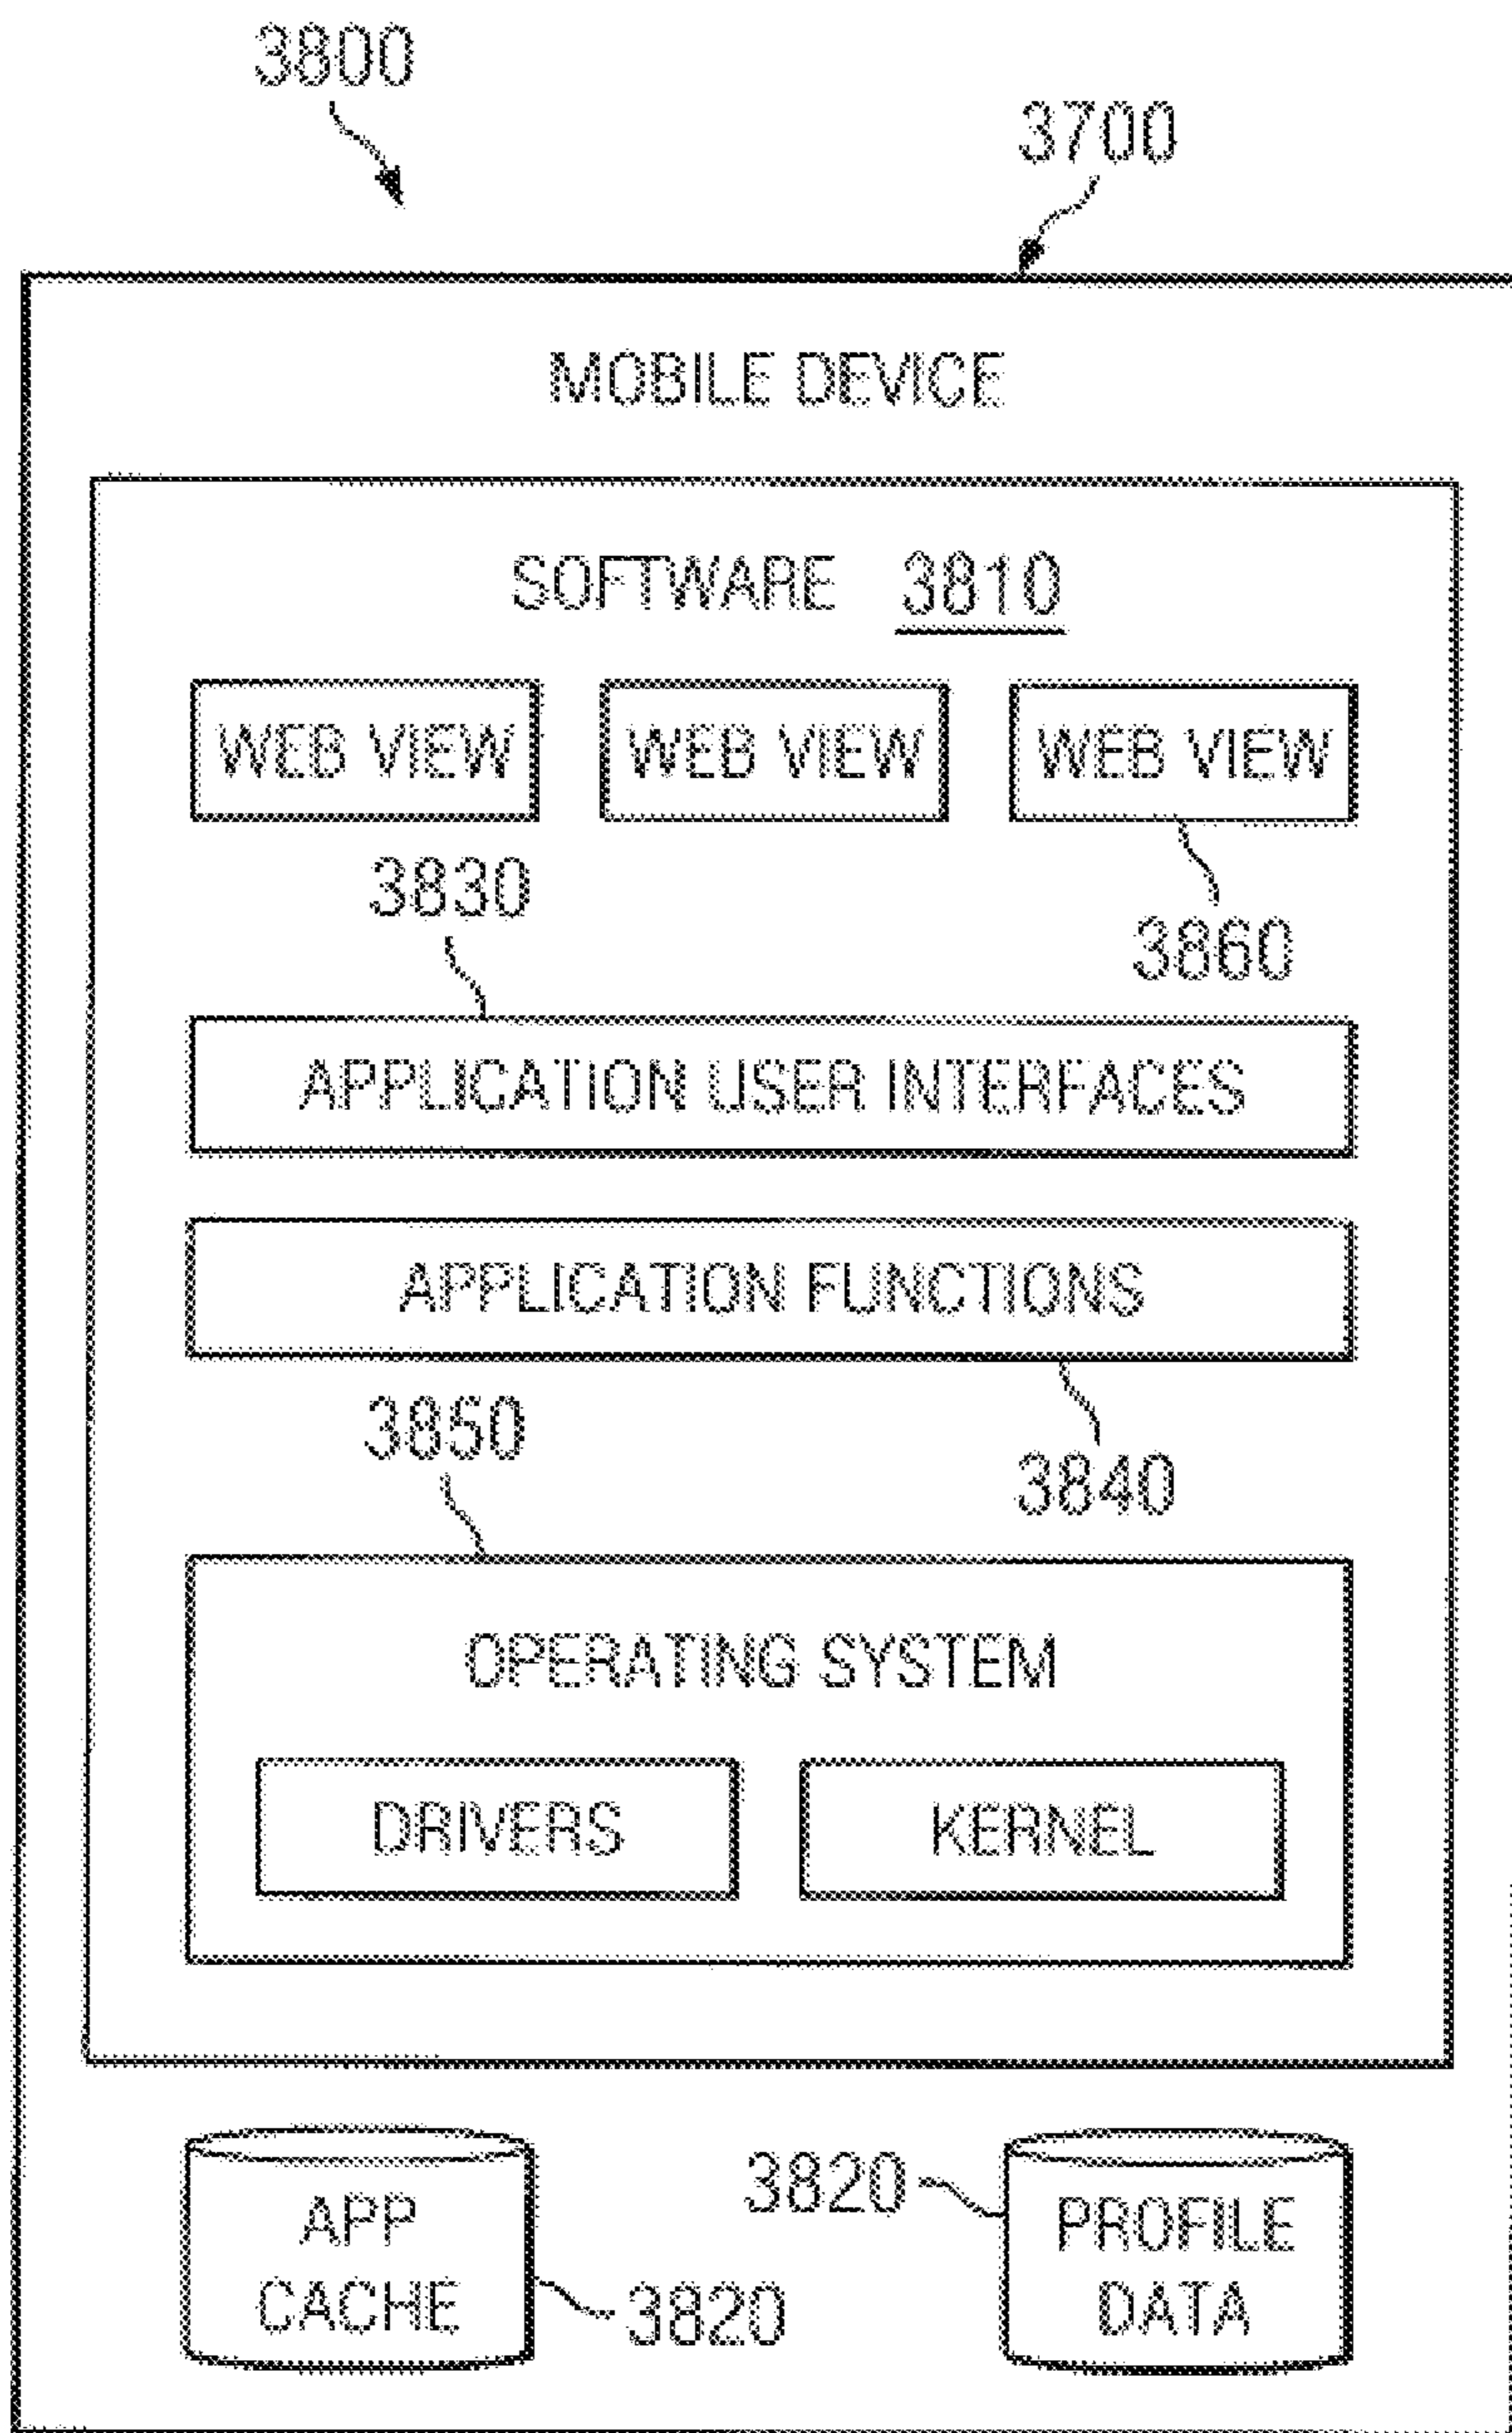 3800
3700
MOBILE DEVICE
SOFTWARE 3810
WEB VIEW WEB VIEW WEB VIEW
3830
3860
APPLICATION USER INTERFACES
APPLICATION FUNCTIONS
3850
3840
OPERATING SYSTEM
DRIVERS KERNEL
3820
APP
CACHE
3820
PROFILE
DATA